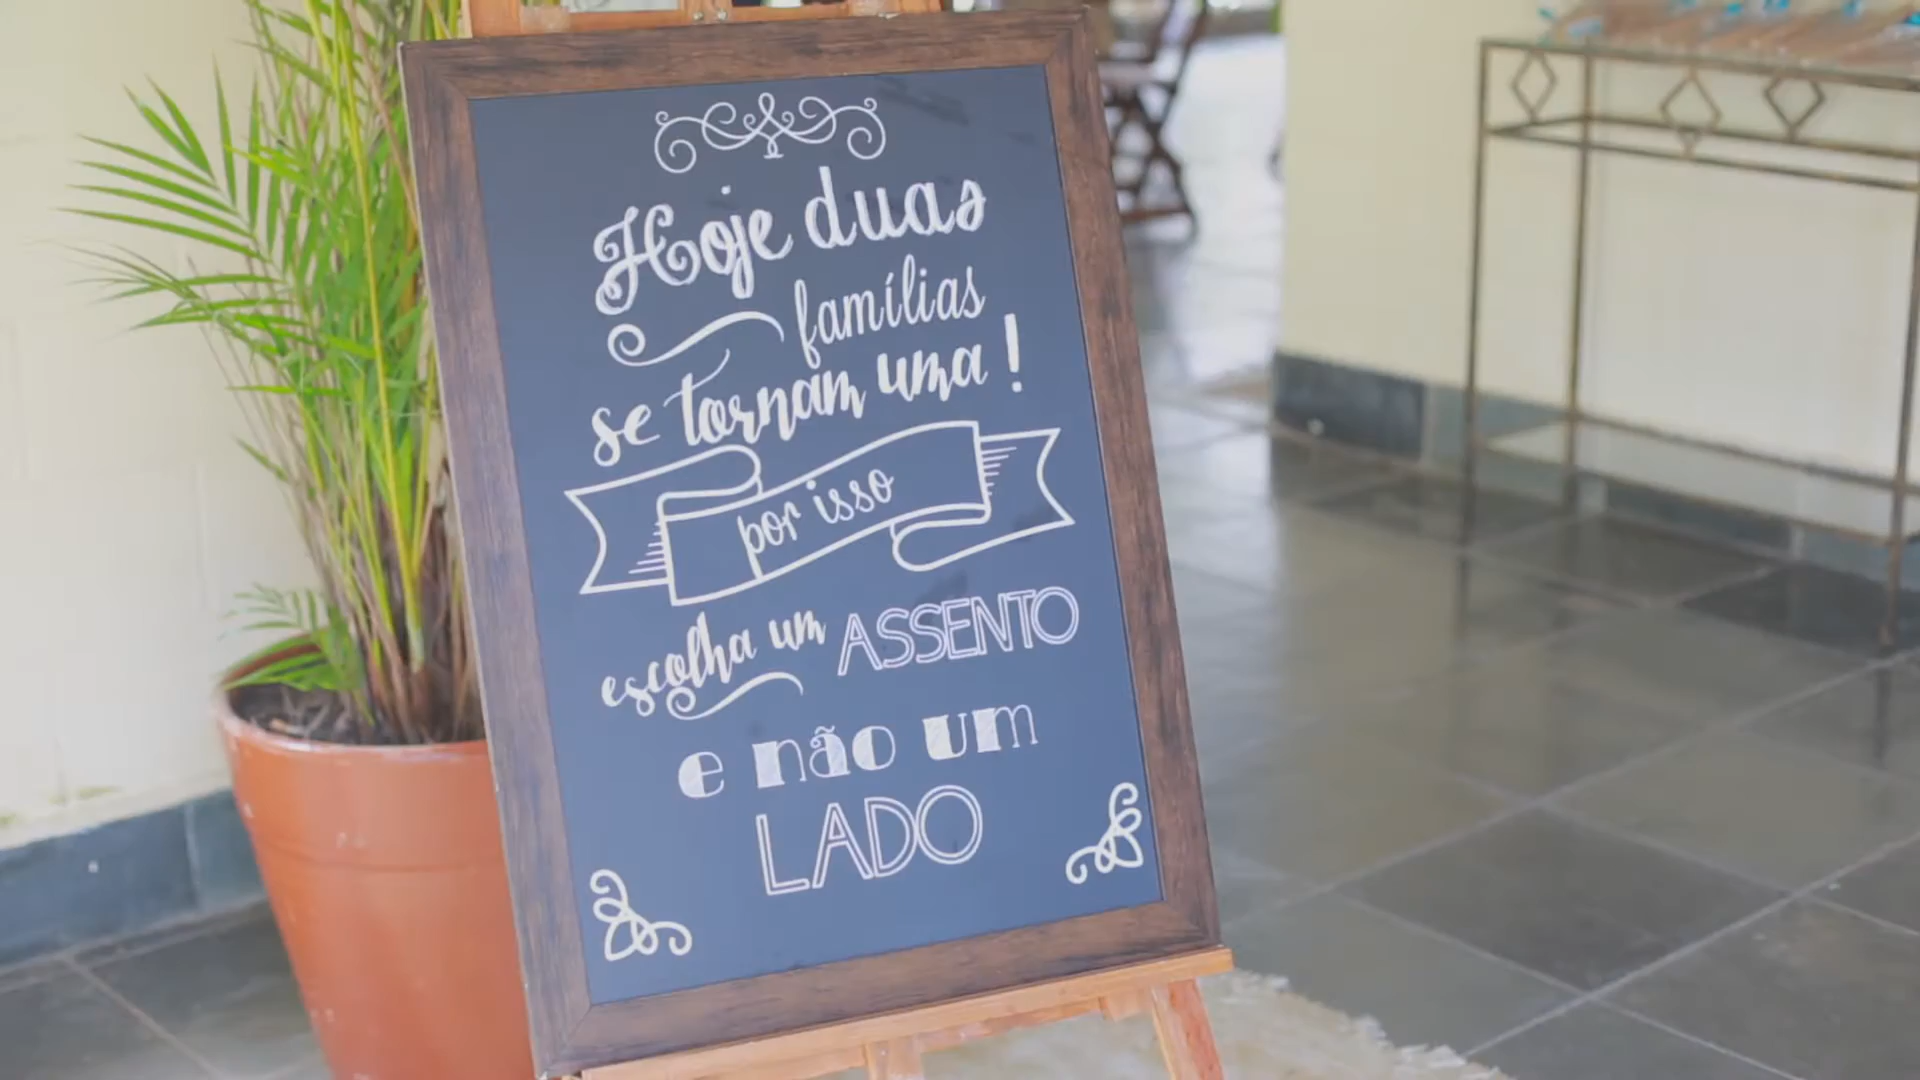 Hoje duas
famílias
se tornam uma!
por isso
escolha um ASSENTO
e não um
LADO